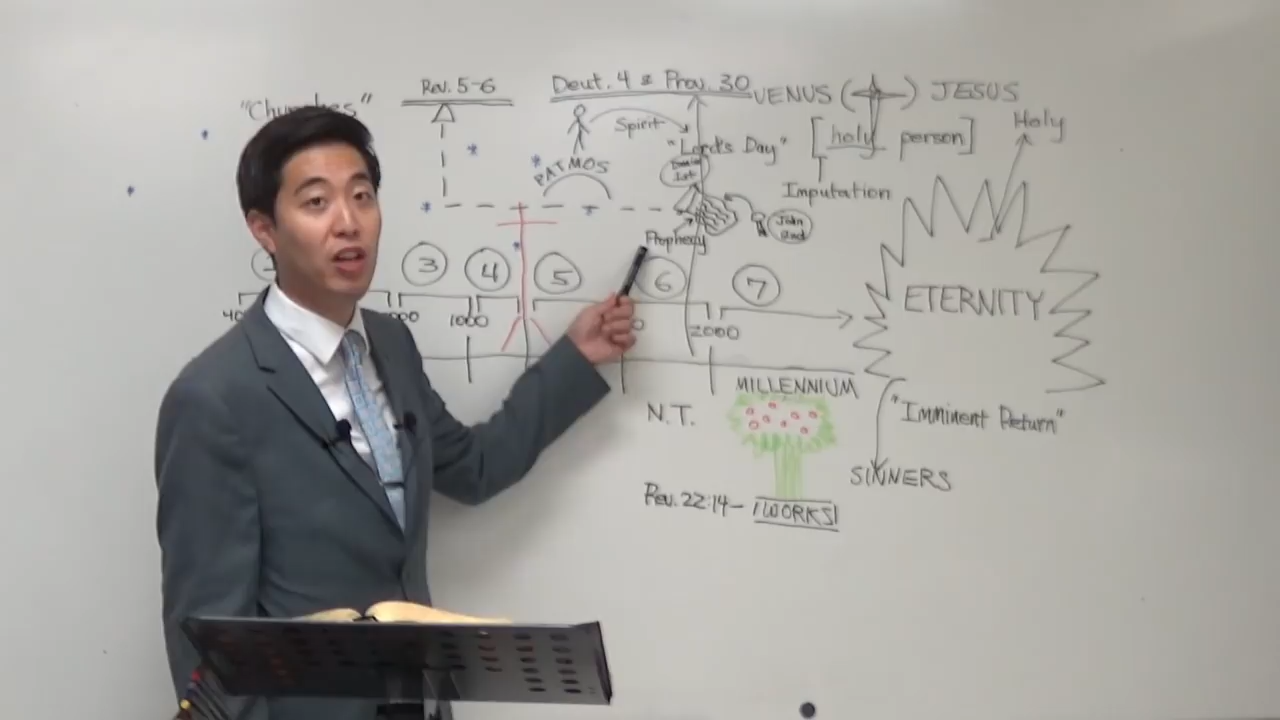 "Churches"
Rev. 5-6
Deut. 4 & Prov. 30
VENUS ( ) JESUS
Spirit
"Lord's Day"
[holy person]
Holy
PATMOS
Imputation
Prophecy
3
4
5
6
7
ETERNITY
1000
2000
MILLENNIUM
N.T.
"Imminent Return"
SINNERS
Rev. 22:14 - WORKS